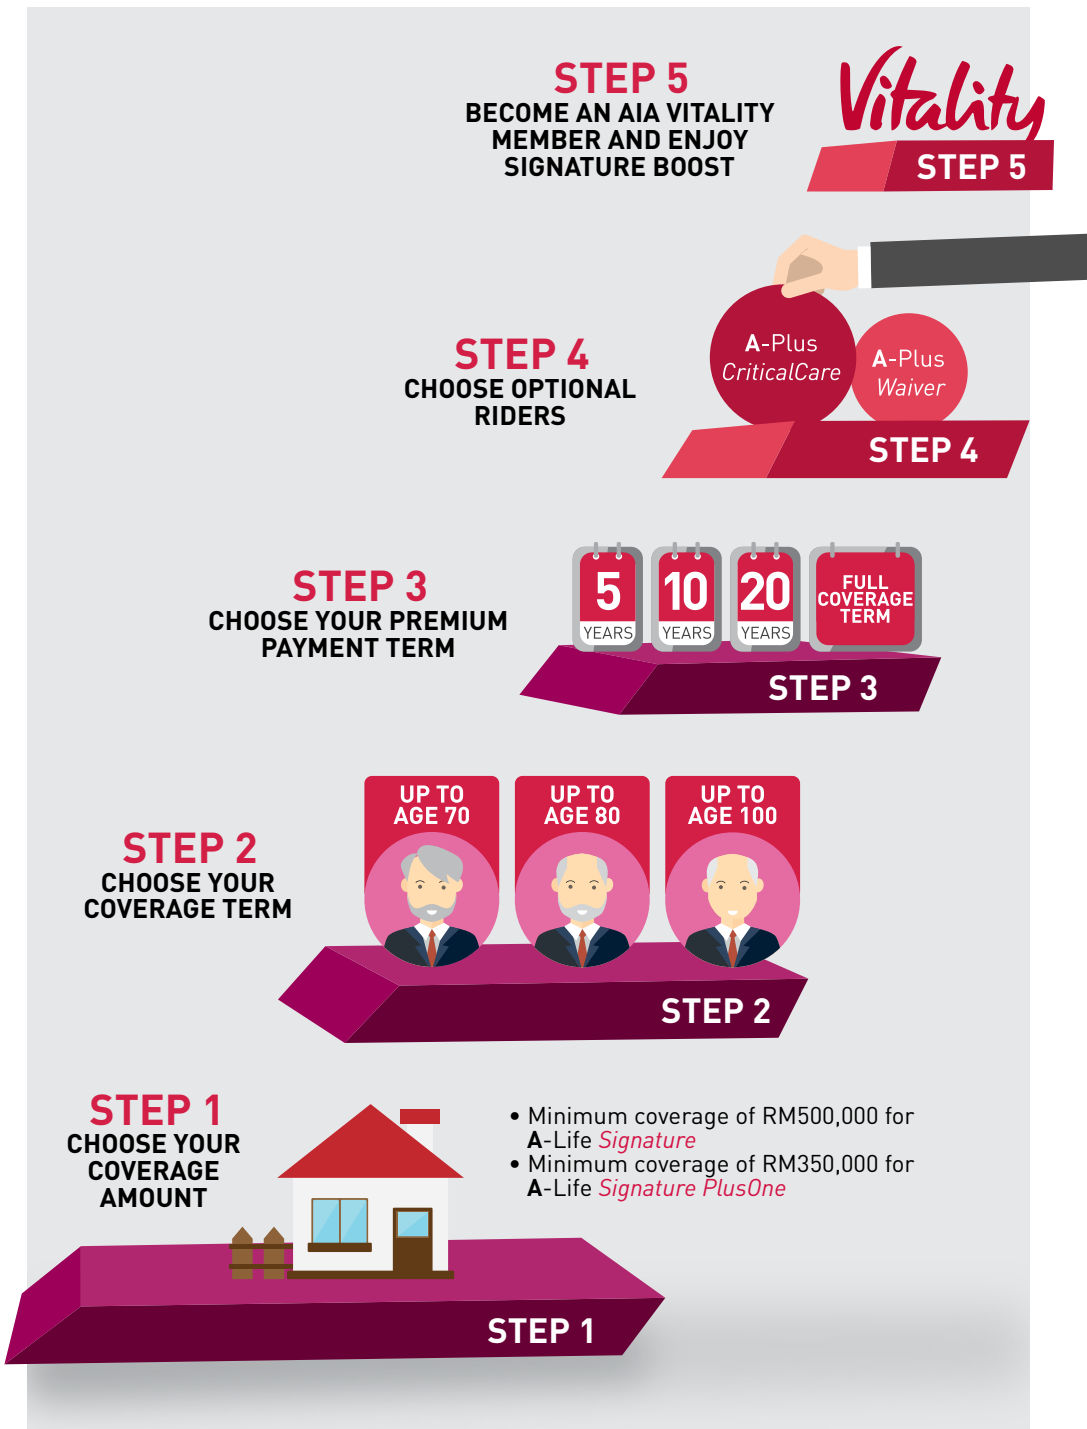 STEP 5
BECOME AN AIA VITALITY
MEMBER AND ENJOY
SIGNATURE BOOST
Vitality
STEP 5
STEP 4
CHOOSE OPTIONAL
RIDERS
A-Plus
CriticalCare
A-Plus
Waiver
STEP 4
STEP 3
CHOOSE YOUR PREMIUM
PAYMENT TERM
5
YEARS
10
YEARS
20
YEARS
FULL
COVERAGE
TERM
STEP 3
STEP 2
CHOOSE YOUR
COVERAGE TERM
UP TO
AGE 70
UP TO
AGE 80
UP TO
AGE 100
STEP 2
STEP 1
CHOOSE YOUR
COVERAGE
AMOUNT
• Minimum coverage of RM500,000 for
A-Life Signature
• Minimum coverage of RM350,000 for
A-Life Signature PlusOne
STEP 1